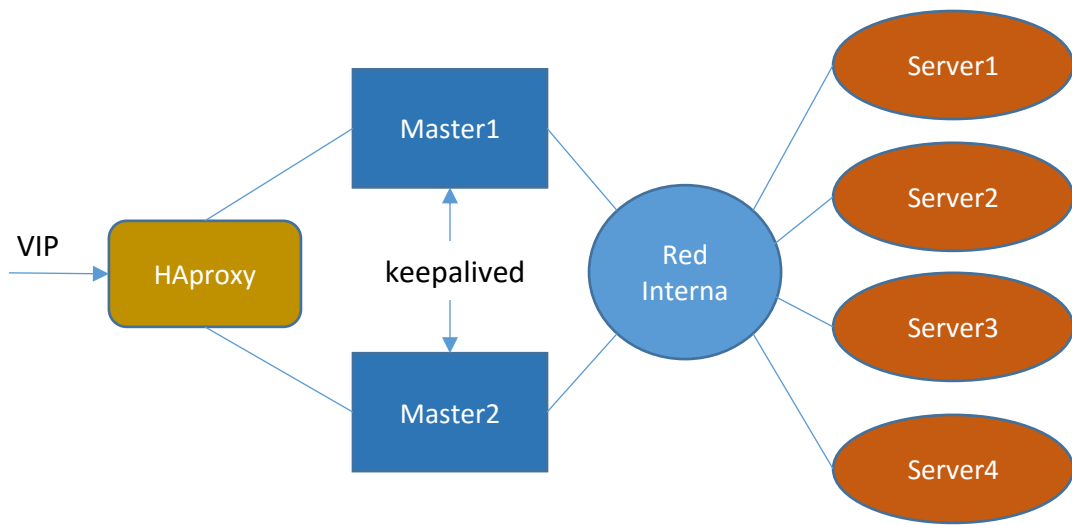 VIP
HAproxy
Master1
keepalived
Master2
Red
Interna
Server1
Server2
Server3
Server4